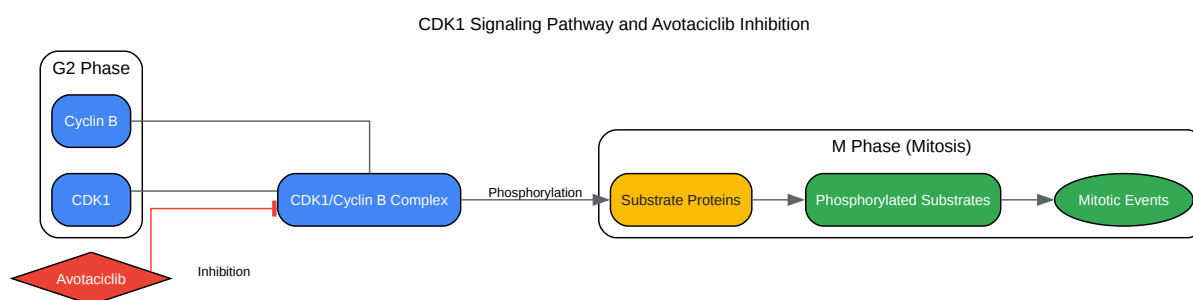 CDK1 Signaling Pathway and Avotaciclib Inhibition
G2 Phase
Cyclin B
CDK1
Avotaciclib
Inhibition
CDK1/Cyclin B Complex
Phosphorylation
M Phase (Mitosis)
Substrate Proteins
Phosphorylated Substrates
Mitotic Events